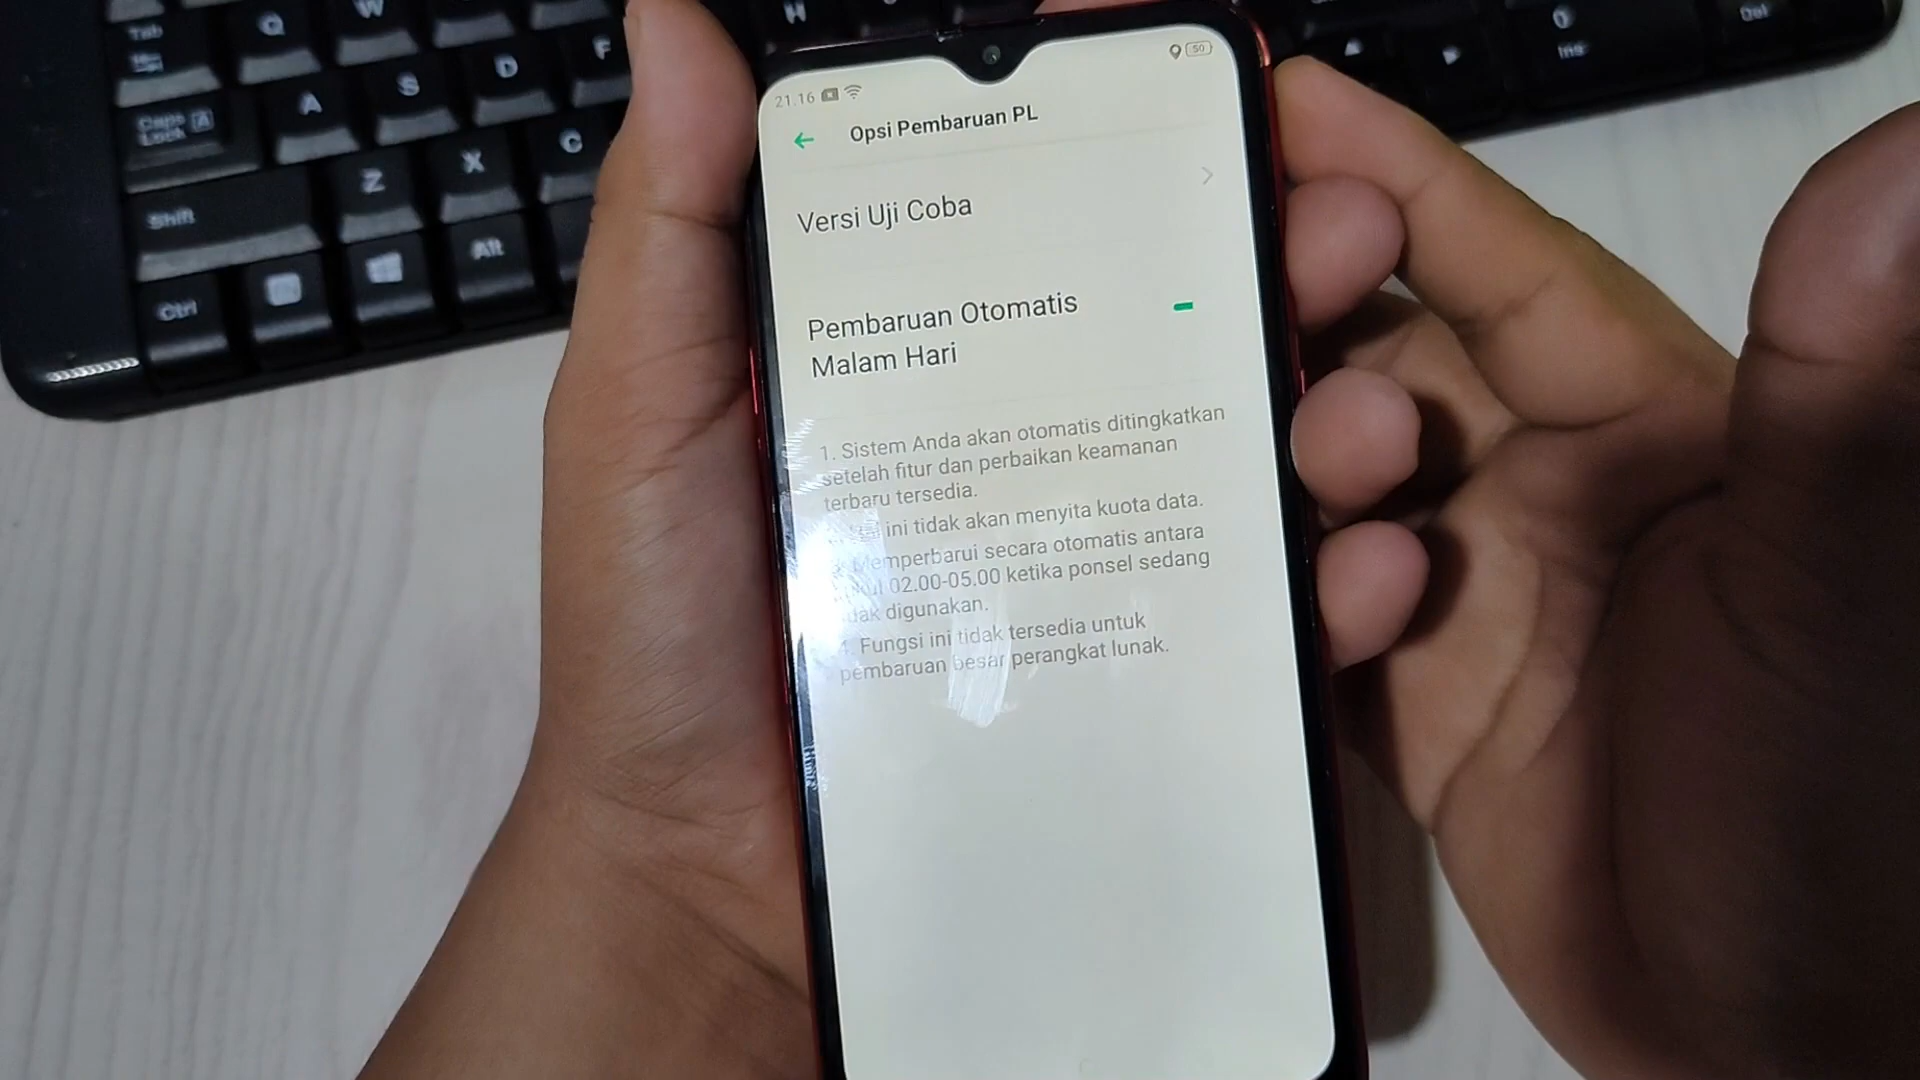 Tab
Q
W
H
Caps Lock A
A
S
D
F
Shift
Z
X
C
Ctrl
Alt
0
Ins
Del
21.16
50
Opsi Pembaruan PL
Versi Uji Coba
Pembaruan Otomatis
Malam Hari
1. Sistem Anda akan otomatis ditingkatkan
setelah fitur dan perbaikan keamanan
terbaru tersedia.
ini tidak akan menyita kuota data.
3. Memperbarui secara otomatis antara
02.00-05.00 ketika ponsel sedang
digunakan.
4. Fungsi ini tidak tersedia untuk
pembaruan besar perangkat lunak.